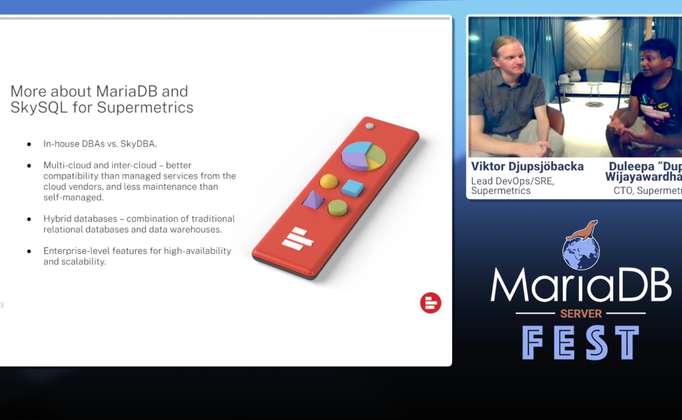 More about MariaDB and
SkySQL for Supermetrics
● In-house DBAs vs. SkyDBA.
● Multi-cloud and inter-cloud – better
compatibility than managed services from the
cloud vendors, and less maintenance than
self-managed.
● Hybrid databases – combination of traditional
relational databases and data warehouses.
● Enterprise-level features for high-availability
and scalability.
Viktor Djupsjöbacka
Lead DevOps/SRE,
Supermetrics
Duleepa “Dup
Wijayawardha
CTO, Supermet
MariaDB
SERVER
FEST